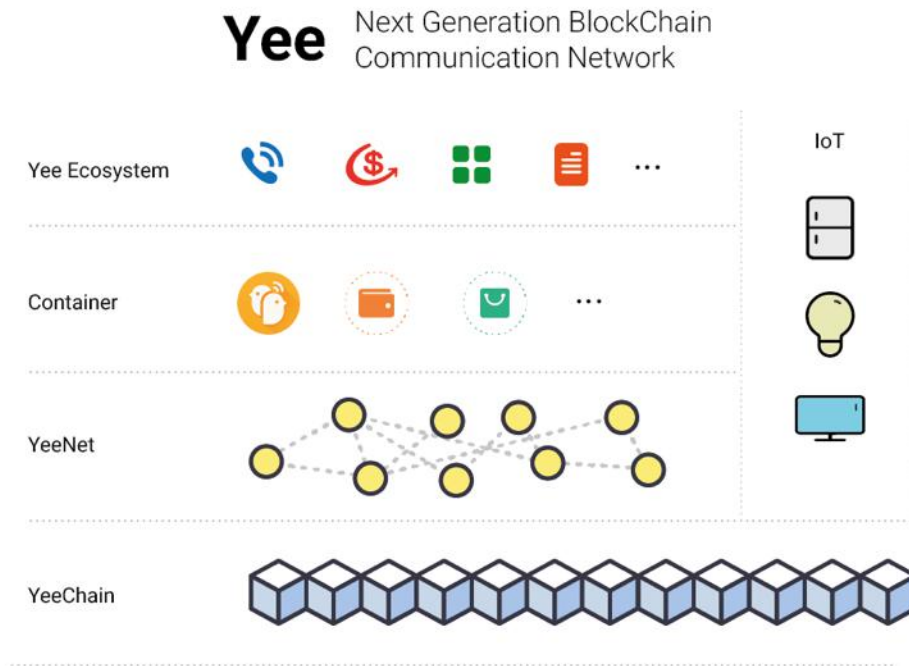 Yee
Next Generation BlockChain
Communication Network
Yee Ecosystem
$
...
IoT
Container
...
YeeNet
YeeChain